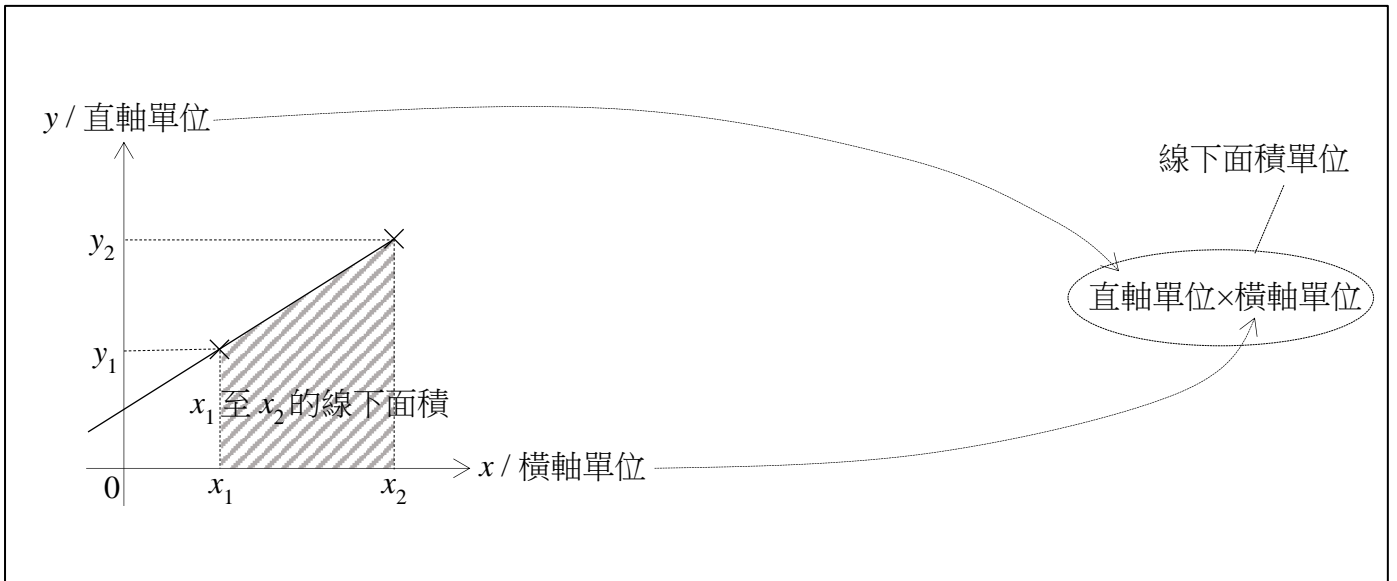 y / 直軸單位
線下面積單位
y2
直軸單位×橫軸單位
y1
x1 至 x2 的線下面積
x / 橫軸單位
0
x1
x2